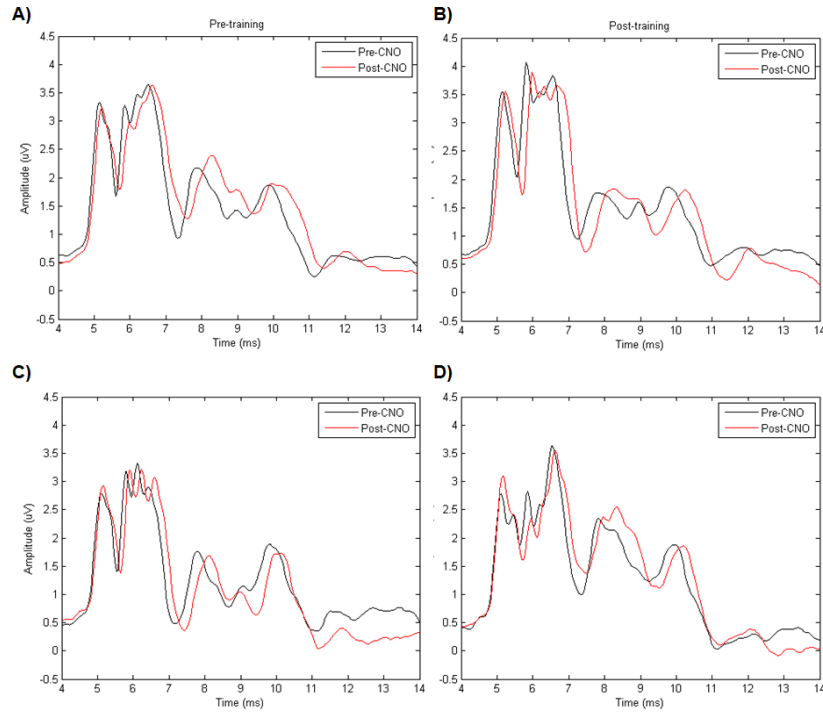 A)
Pre-training
Pre-CNO
Post-CNO
Amplitude (uV)
4.5
4
3.5
3
2.5
2
1.5
1
0.5
0
-0.5
4 5 6 7 8 9 10 11 12 13 14
Time (ms)
B)
Post-training
Pre-CNO
Post-CNO
4.5
4
3.5
3
2.5
2
1.5
1
0.5
0
-0.5
4 5 6 7 8 9 10 11 12 13 14
Time (ms)
C)
Pre-CNO
Post-CNO
Amplitude (uV)
4.5
4
3.5
3
2.5
2
1.5
1
0.5
0
-0.5
4 5 6 7 8 9 10 11 12 13 14
Time (ms)
D)
Pre-CNO
Post-CNO
4.5
4
3.5
3
2.5
2
1.5
1
0.5
0
-0.5
4 5 6 7 8 9 10 11 12 13 14
Time (ms)